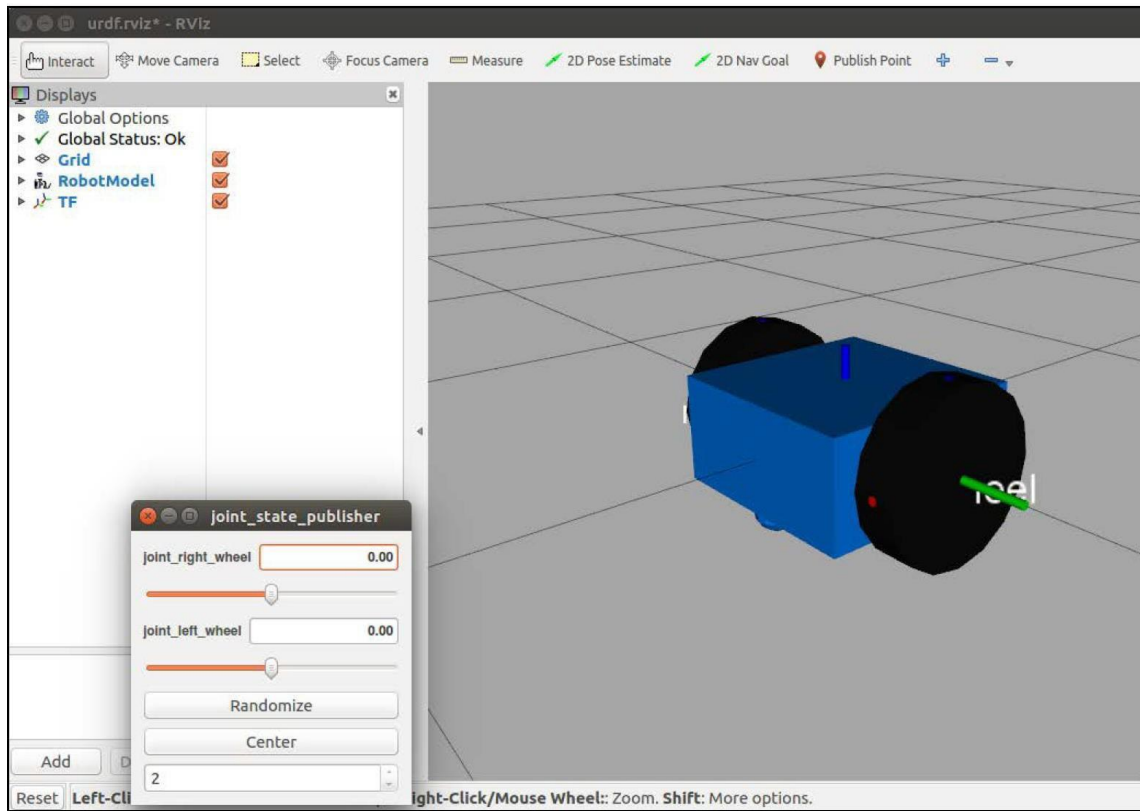 urdf.rviz* - RViz
Interact Move Camera Select Focus Camera Measure 2D Pose Estimate 2D Nav Goal Publish Point
Displays
Global Options
Global Status: Ok
Grid
RobotModel
TF
joint_state_publisher
joint_right_wheel 0.00
joint_left_wheel 0.00
Randomize
Center
2
Add
Reset Left-Cli ght-Click/Mouse Wheel:: Zoom. Shift: More options.